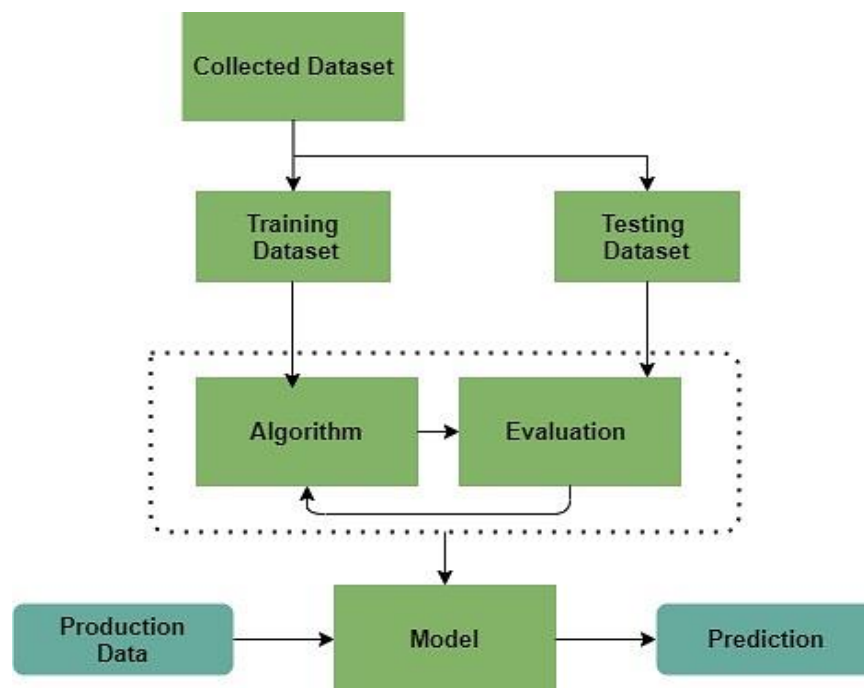 Collected Dataset
Training
Dataset
Testing
Dataset
Algorithm
Evaluation
Production
Data
Model
Prediction